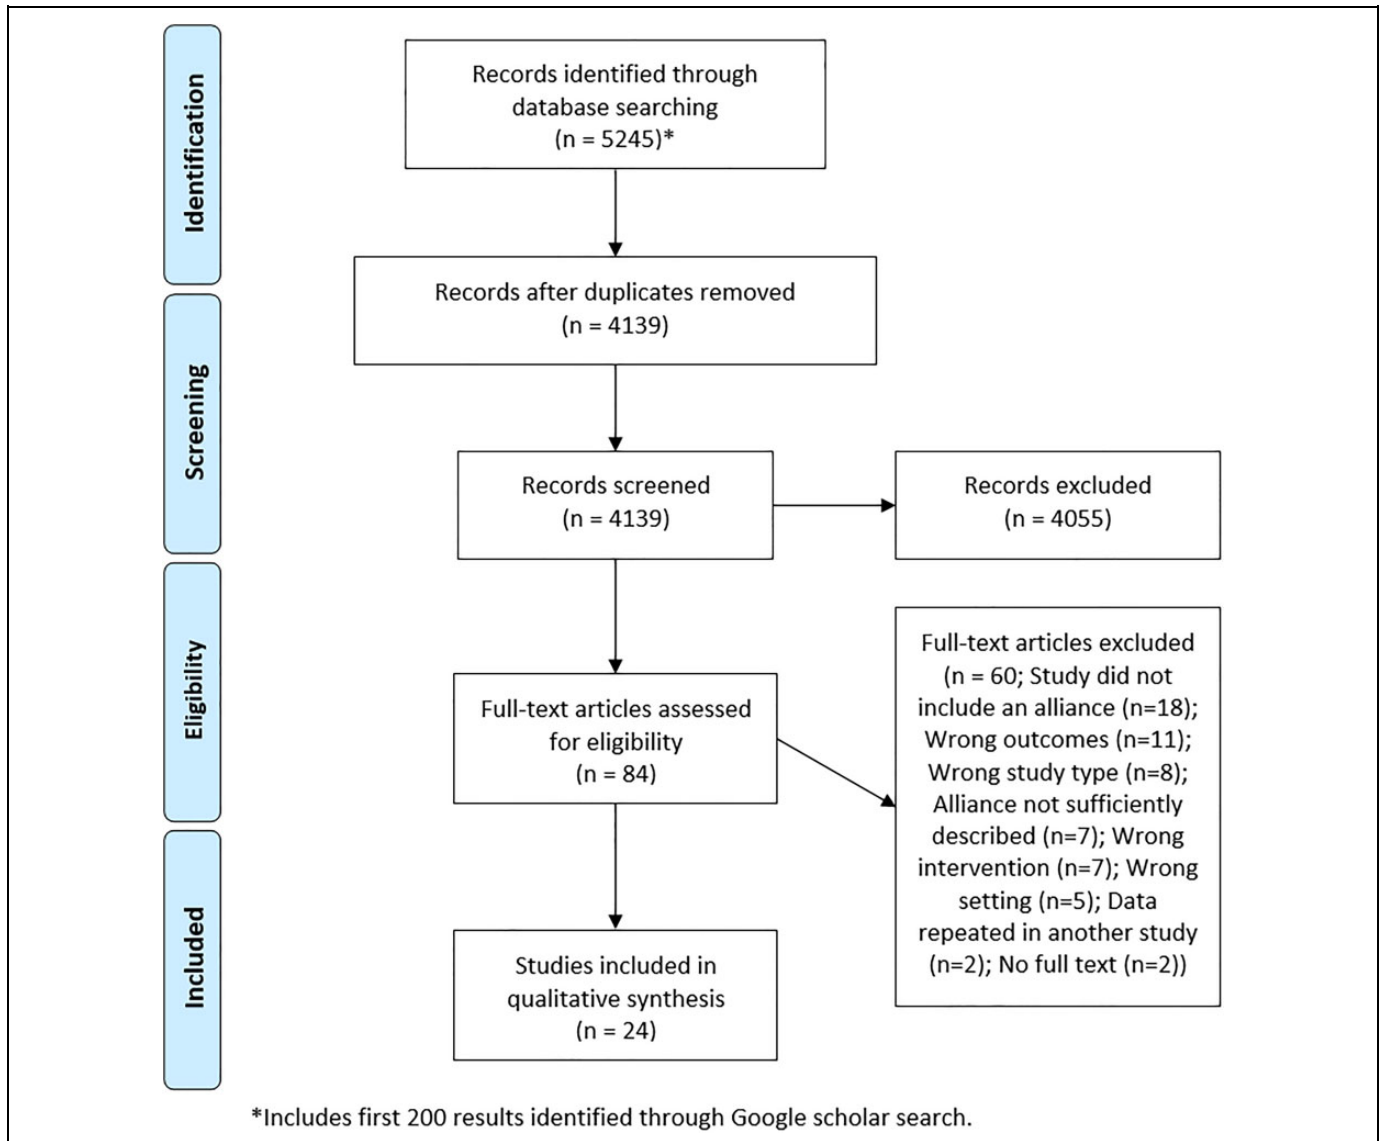 Identification
Records identified through
database searching
(n = 5245)*
Records after duplicates removed
(n = 4139)
Screening
Records screened
(n = 4139)
Records excluded
(n = 4055)
Eligibility
Full-text articles assessed
for eligibility
(n = 84)
Full-text articles excluded
(n = 60; Study did not
include an alliance (n=18);
Wrong outcomes (n=11);
Wrong study type (n=8);
Alliance not sufficiently
described (n=7); Wrong
intervention (n=7); Wrong
setting (n=5); Data
repeated in another study
(n=2); No full text (n=2))
Included
Studies included in
qualitative synthesis
(n = 24)
*Includes first 200 results identified through Google scholar search.